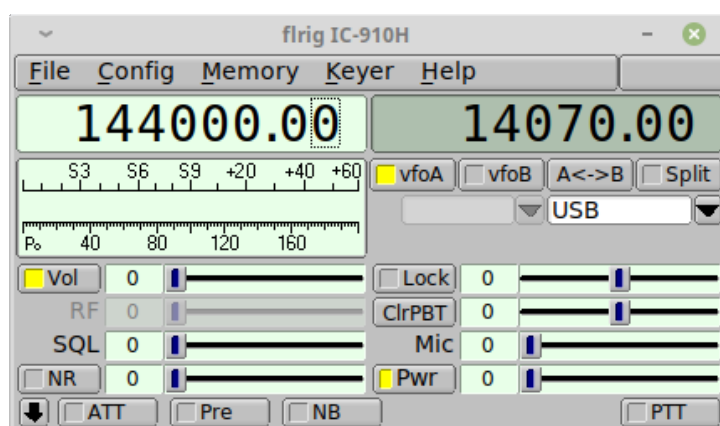 flrig IC-910H
File Config Memory Keyer Help
144000.00 14070.00
S3 S6 S9 +20 +40 +60
vfoA vfoB A<->B Split
USB
Po 40 80 120 160
Vol 0 Lock 0
RF 0 ClrPBT 0
SQL 0 Mic 0
NR 0 Pwr 0
ATT Pre NB PTT